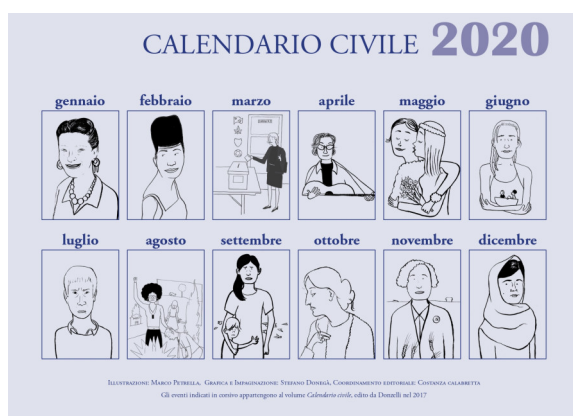 CALENDARIO CIVILE 2020
gennaio febbraio marzo aprile maggio giugno
luglio agosto settembre ottobre novembre dicembre
Illustrazione Marco Petrella, Grafica e Impaginazione: Stefano Donegà, Coordinamento editoriale: Costanza calabretta
Gli eventi indicati in corsivo appartengono al volume Calendario civile, edito da Donzelli nel 2017